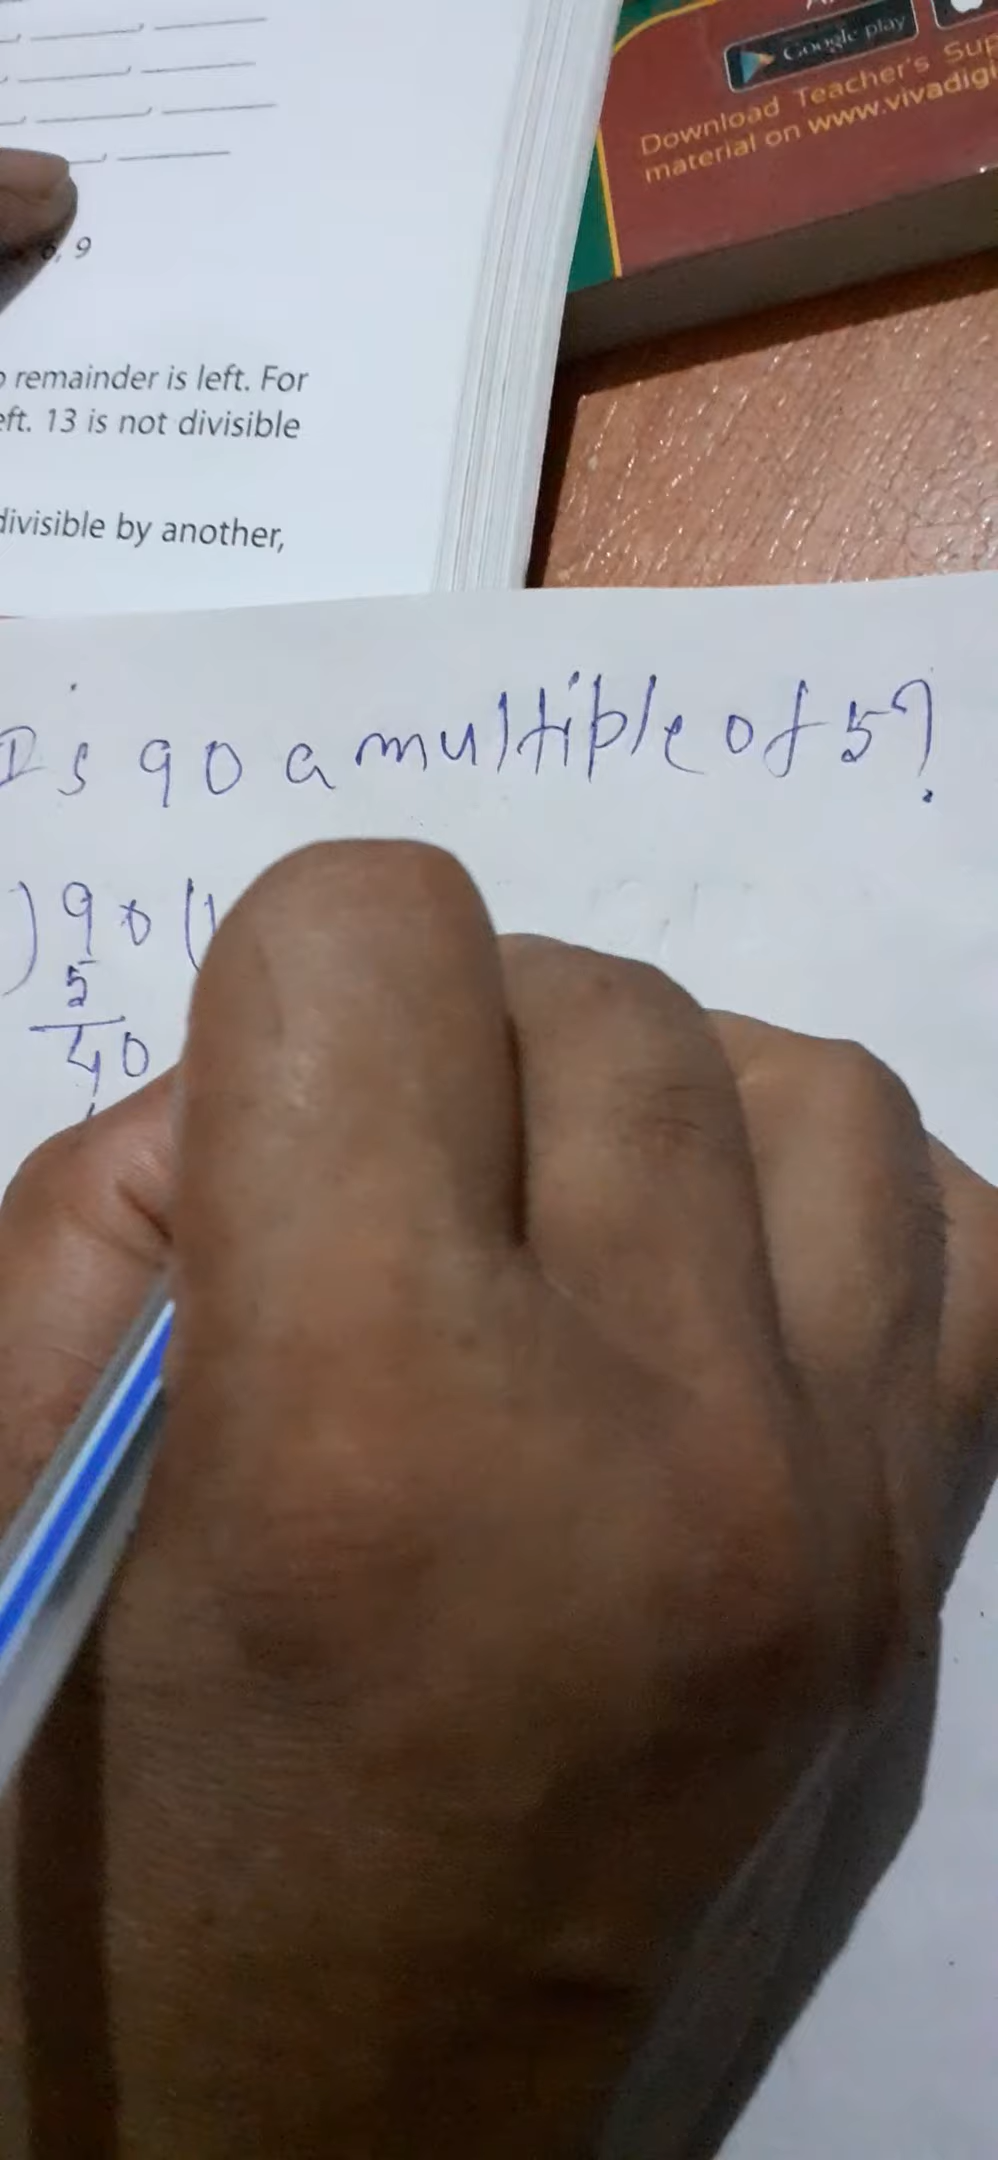 Google play
Download Teacher's Sup
material on www.vivadigi
, 9
remainder is left. For
eft. 13 is not divisible
divisible by another,
Is 90 a multiple of 5?
) 90 (1
5
40